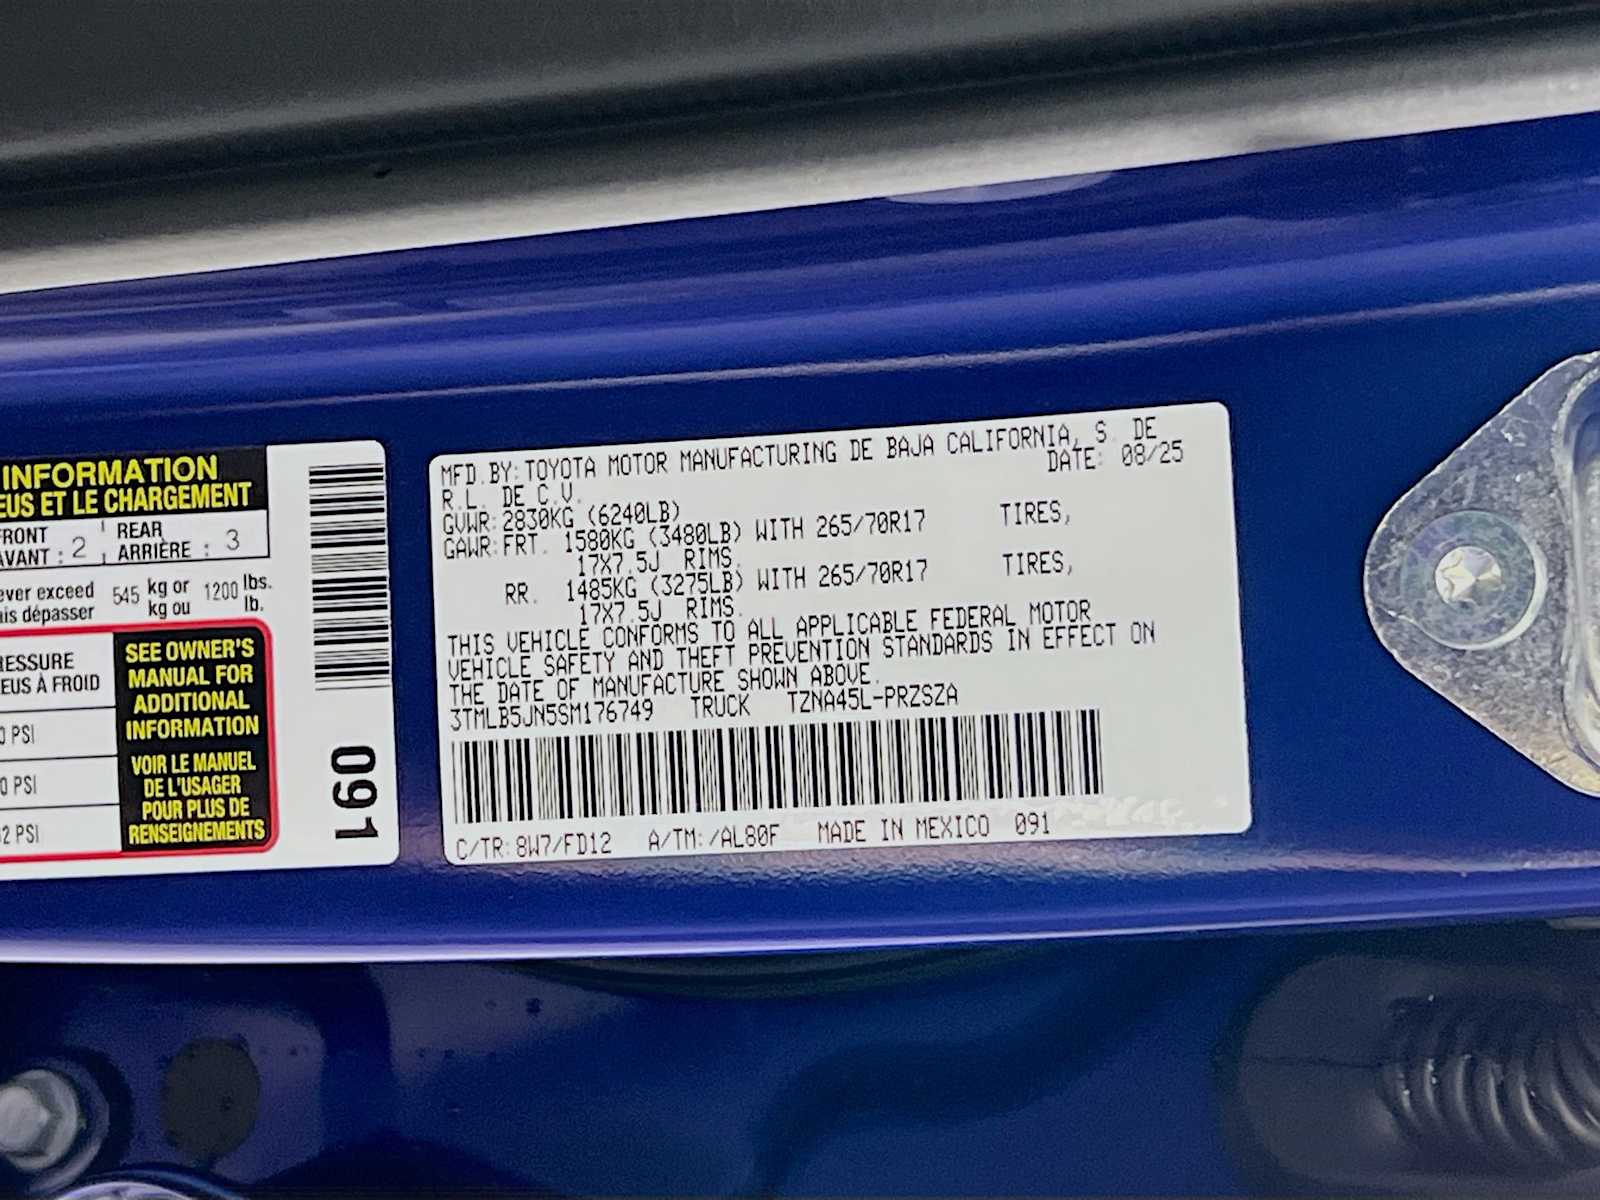 INFORMATION
EUS ET LE CHARGEMENT
FRONT REAR
AVANT : 2 ARRIÈRE : 3
ever exceed 545 kg or 1200 lbs.
ais dépasser kg ou lb.
RESSURE
EUS À FROID
0 PSI
0 PSI
2 PSI
SEE OWNER'S
MANUAL FOR
ADDITIONAL
INFORMATION
VOIR LE MANUEL
DE L'USAGER
POUR PLUS DE
RENSEIGNEMENTS
091
MFD.BY:TOYOTA MOTOR MANUFACTURING DE BAJA CALIFORNIA, S. DE
R.L. DE C.V. DATE: 08/25
GVWR:2830KG (6240LB)
GAWR:FRT. 1580KG (3480LB) WITH 265/70R17 TIRES,
17X7.5J RIMS.
RR. 1485KG (3275LB) WITH 265/70R17 TIRES,
17X7.5J RIMS.
THIS VEHICLE CONFORMS TO ALL APPLICABLE FEDERAL MOTOR
VEHICLE SAFETY AND THEFT PREVENTION STANDARDS IN EFFECT ON
THE DATE OF MANUFACTURE SHOWN ABOVE.
3TMLB5JN5SM176749 TRUCK TZNA45L-PRZSZA
C/TR:8W7/FD12 A/TM:/AL80F MADE IN MEXICO 091